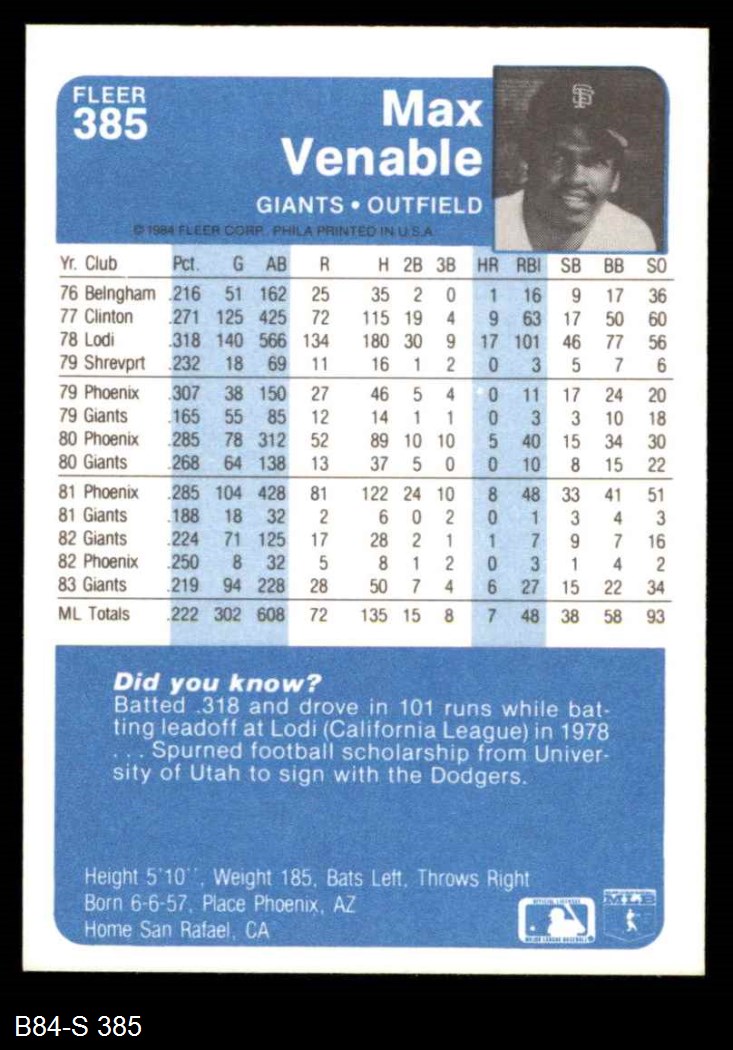 FLEER
385
Max
Venable
GIANTS • OUTFIELD
© 1984 FLEER CORP. PHILA PRINTED IN U.S.A.
Yr. Club Pct. G AB R H 2B 3B HR RBI SB BB SO
76 Belngham .216 51 162 25 35 2 0 1 16 9 17 36
77 Clinton .271 125 425 72 115 19 4 9 63 17 50 60
78 Lodi .318 140 566 134 180 30 9 17 101 46 77 56
79 Shrevprt .232 18 69 11 16 1 2 0 3 5 7 6
79 Phoenix .307 38 150 27 46 5 4 0 11 17 24 20
79 Giants .165 55 85 12 14 1 1 0 3 3 10 18
80 Phoenix .285 78 312 52 89 10 10 5 40 15 34 30
80 Giants .268 64 138 13 37 5 0 0 10 8 15 22
81 Phoenix .285 104 428 81 122 24 10 8 48 33 41 51
81 Giants .188 18 32 2 6 0 2 0 1 3 4 3
82 Giants .224 71 125 17 28 2 1 1 7 9 7 16
82 Phoenix .250 8 32 5 8 1 2 0 3 1 4 2
83 Giants .219 94 228 28 50 7 4 6 27 15 22 34
ML Totals .222 302 608 72 135 15 8 7 48 38 58 93
Did you know?
Batted .318 and drove in 101 runs while bat-
ting leadoff at Lodi (California League) in 1978
. . . Spurned football scholarship from Univer-
sity of Utah to sign with the Dodgers.
Height 5'10'', Weight 185, Bats Left, Throws Right
Born 6-6-57, Place Phoenix, AZ
Home San Rafael, CA
OFFICIAL LICENSEE
MAJOR LEAGUE BASEBALL
MLB
SF
B84-S 385